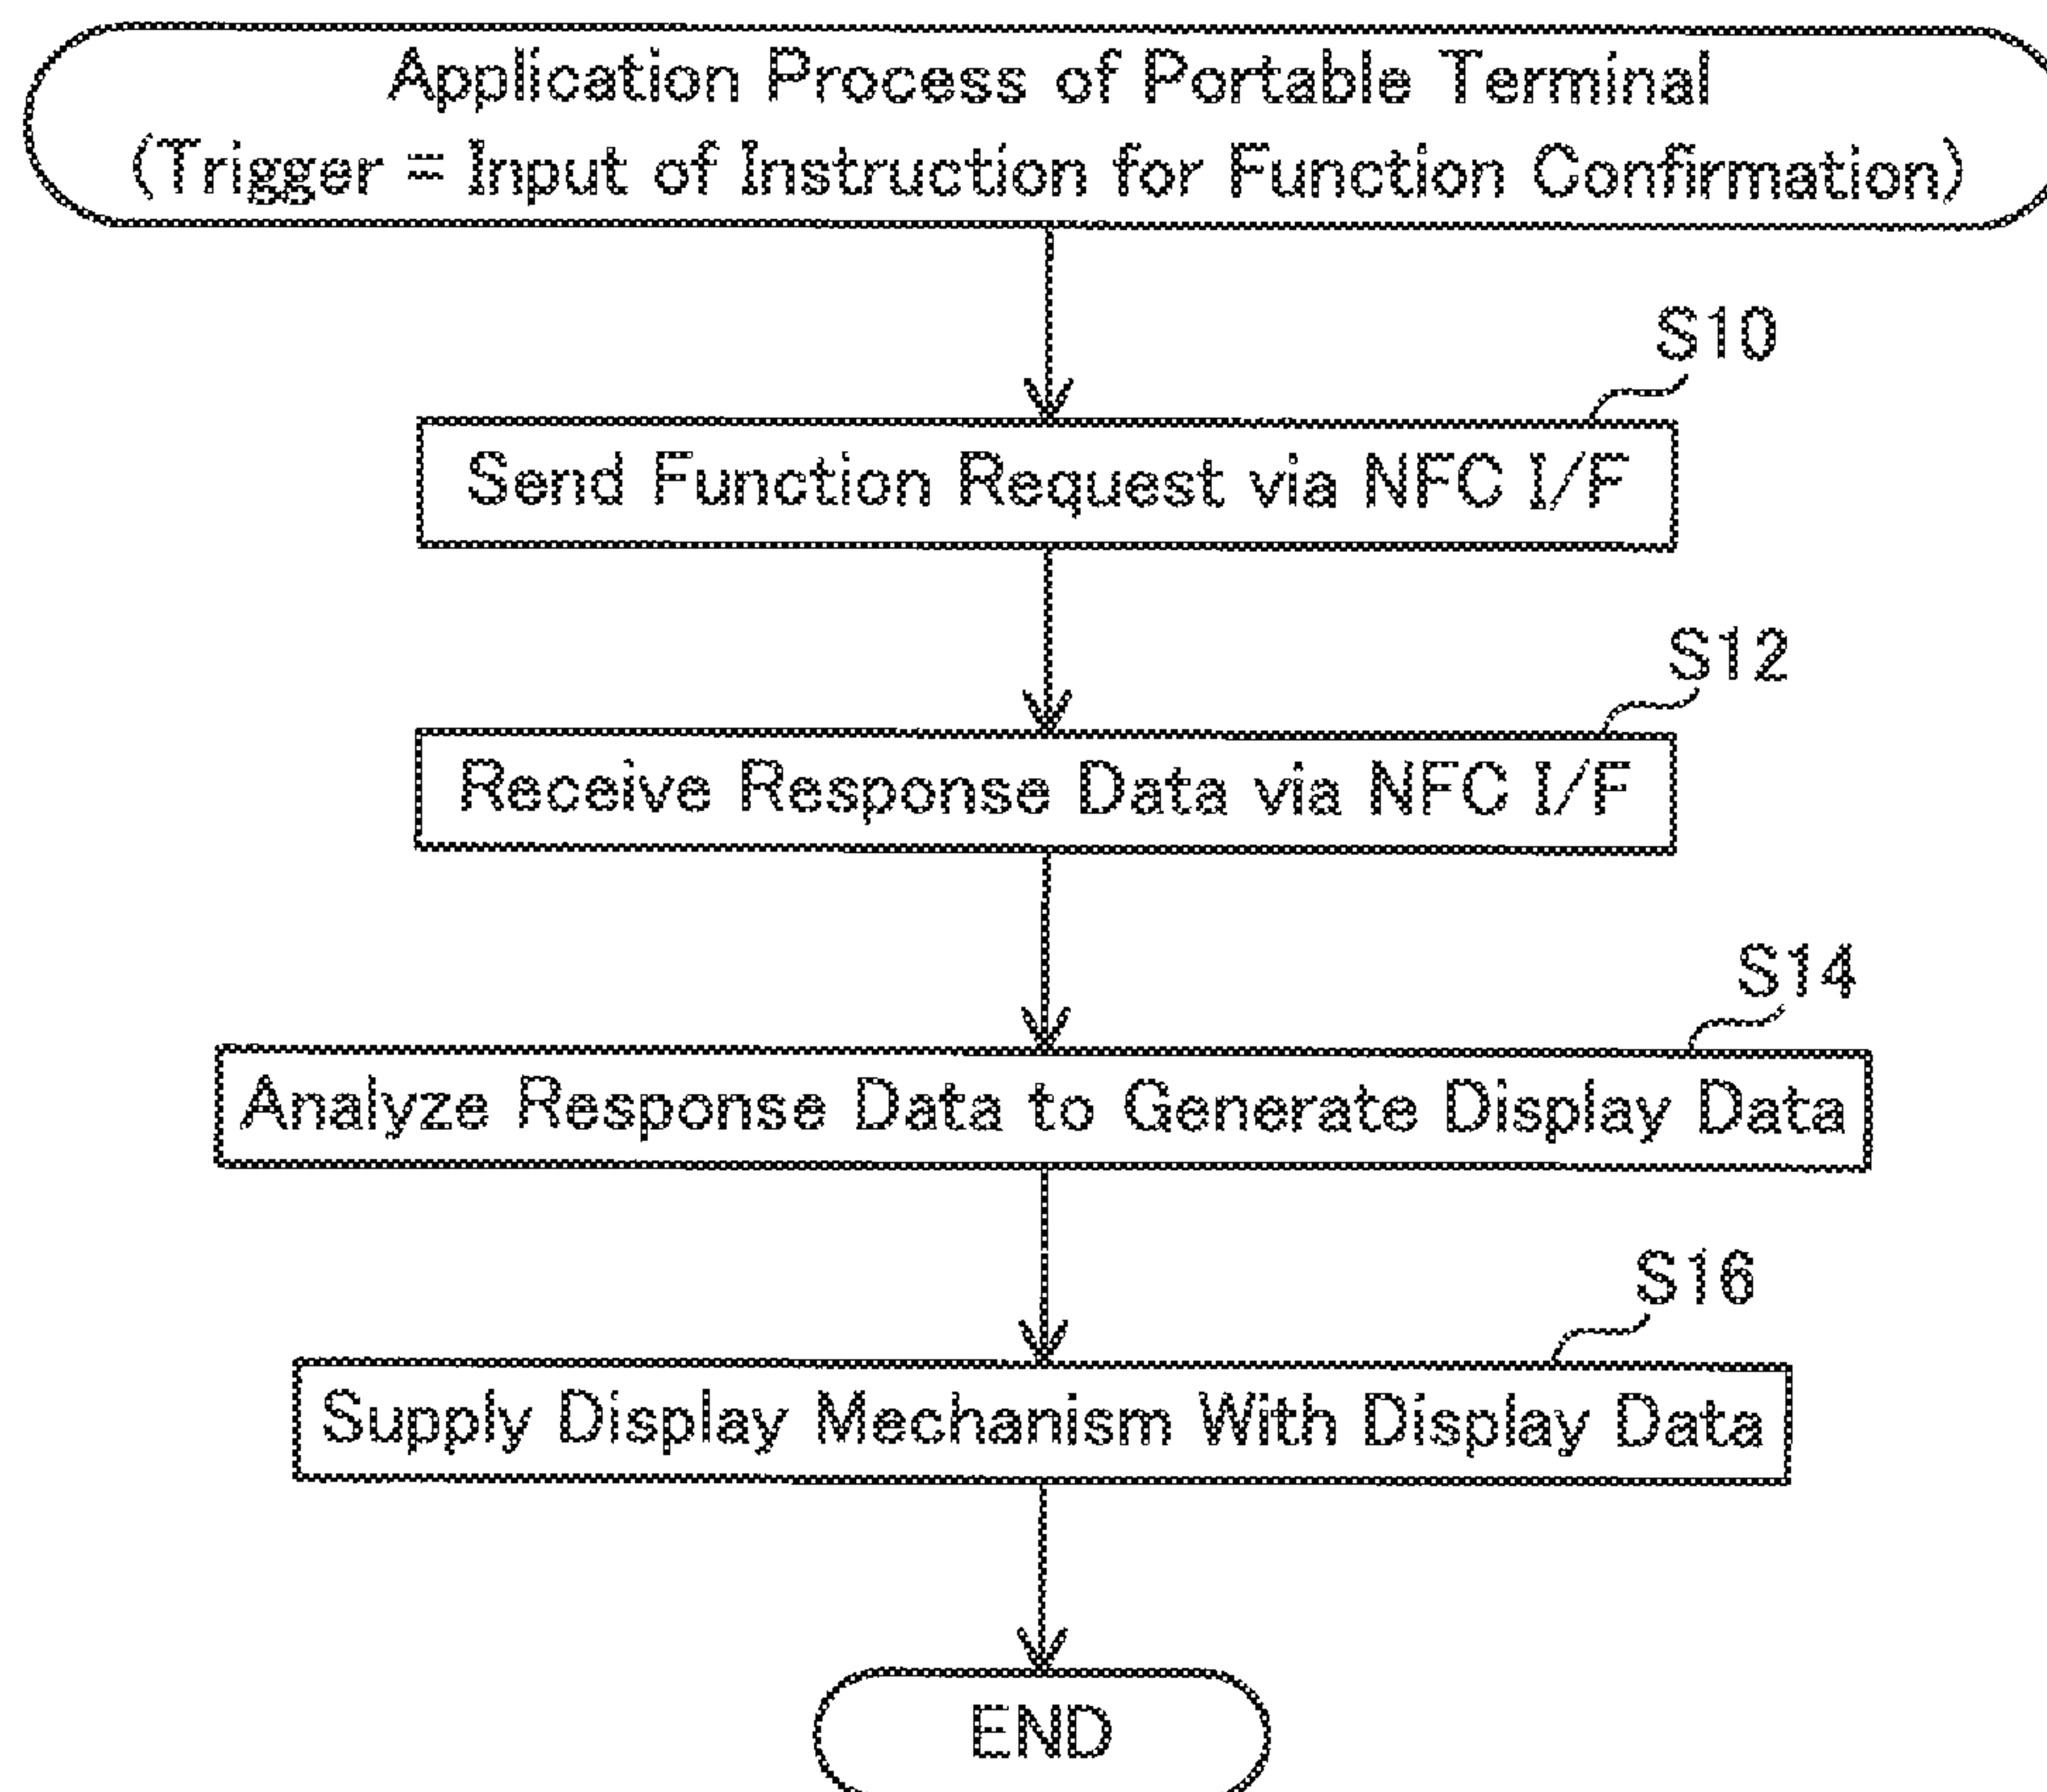 Application Process of Portable Terminal
(Trigger = Input of Instruction for Function Confirmation)
S10
Send Function Request via NFC I/F
S12
Receive Response Data via NFC I/F
S14
Analyze Response Data to Generate Display Data
S16
Supply Display Mechanism With Display Data
END